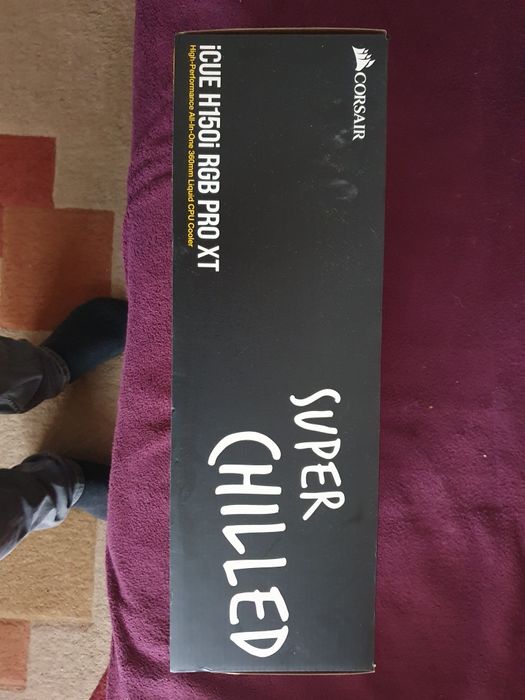 CORSAIR
iCUE H150i RGB PRO XT
High-Performance All-In-One 360mm Liquid CPU Cooler
SUPER
CHILLED